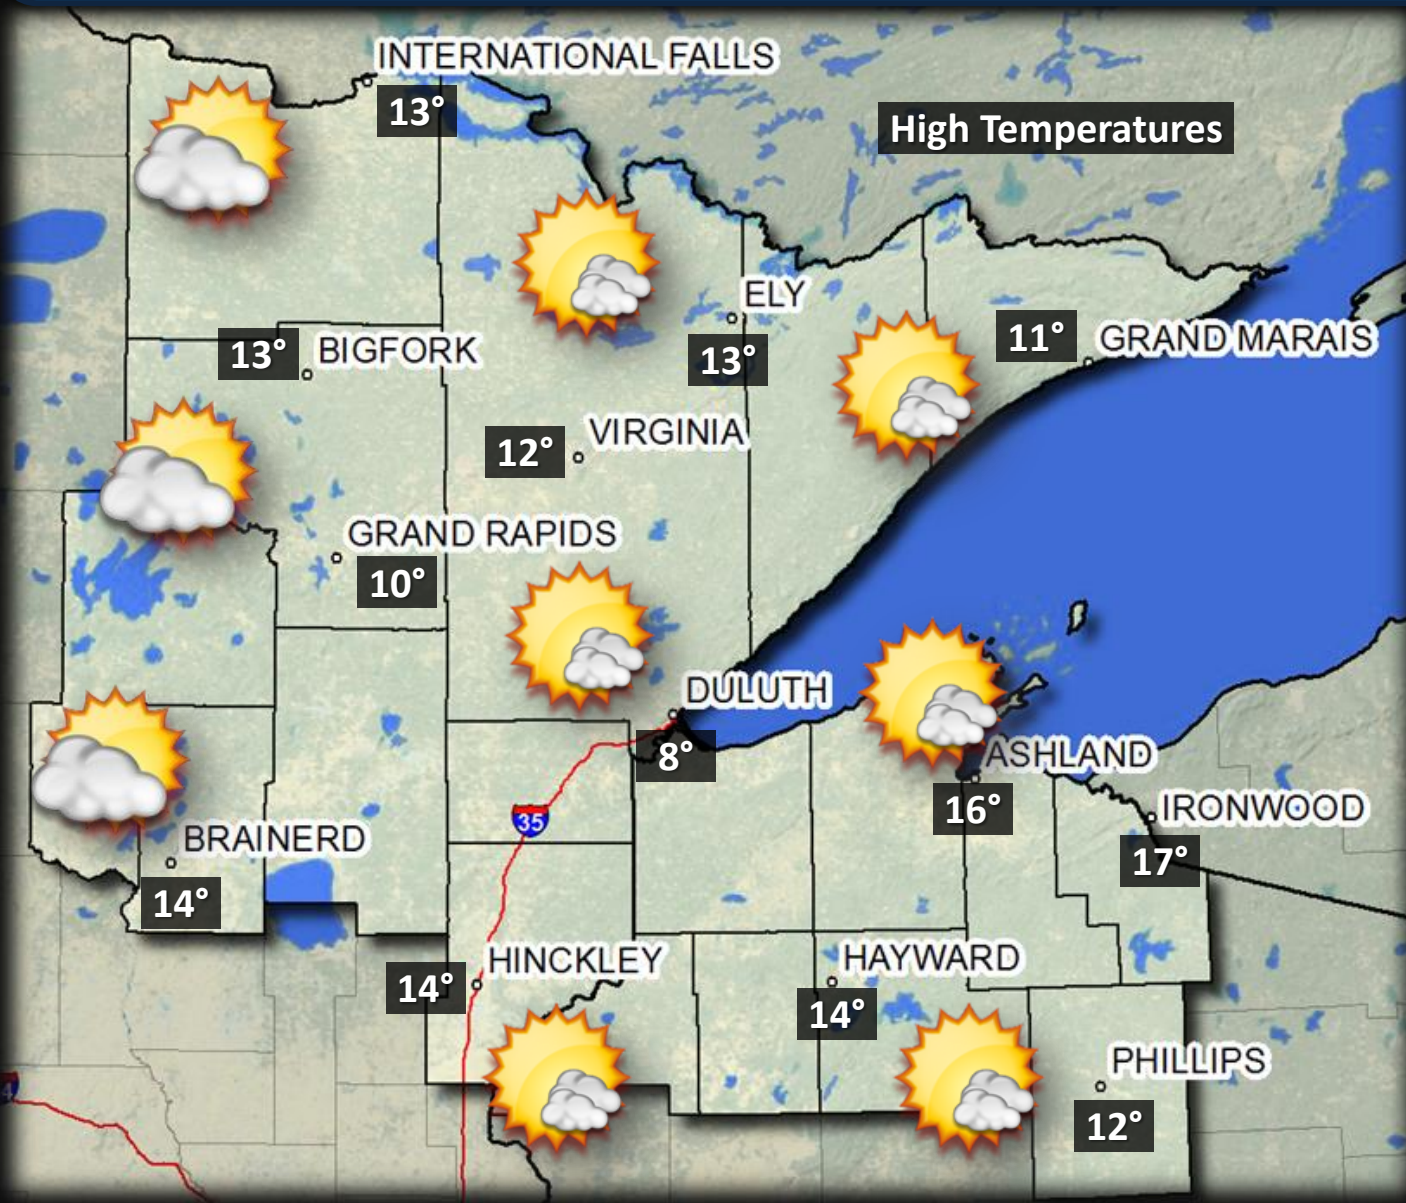 INTERNATIONAL FALLS
13°
High Temperatures
ELY
13°
11°
GRAND MARAIS
13°
BIGFORK
12°
VIRGINIA
GRAND RAPIDS
10°
DULUTH
8°
ASHLAND
16°
IRONWOOD
17°
35
BRAINERD
14°
HINCKLEY
14°
HAYWARD
14°
PHILLIPS
12°
4